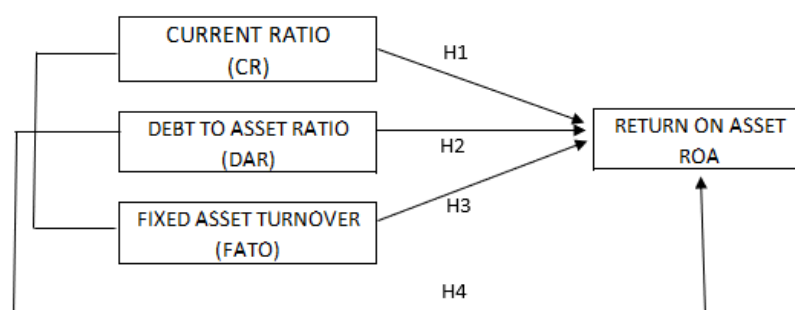 CURRENT RATIO
(CR)
H1
DEBT TO ASSET RATIO
(DAR)
H2
RETURN ON ASSET
ROA
FIXED ASSET TURNOVER
(FATO)
H3
H4